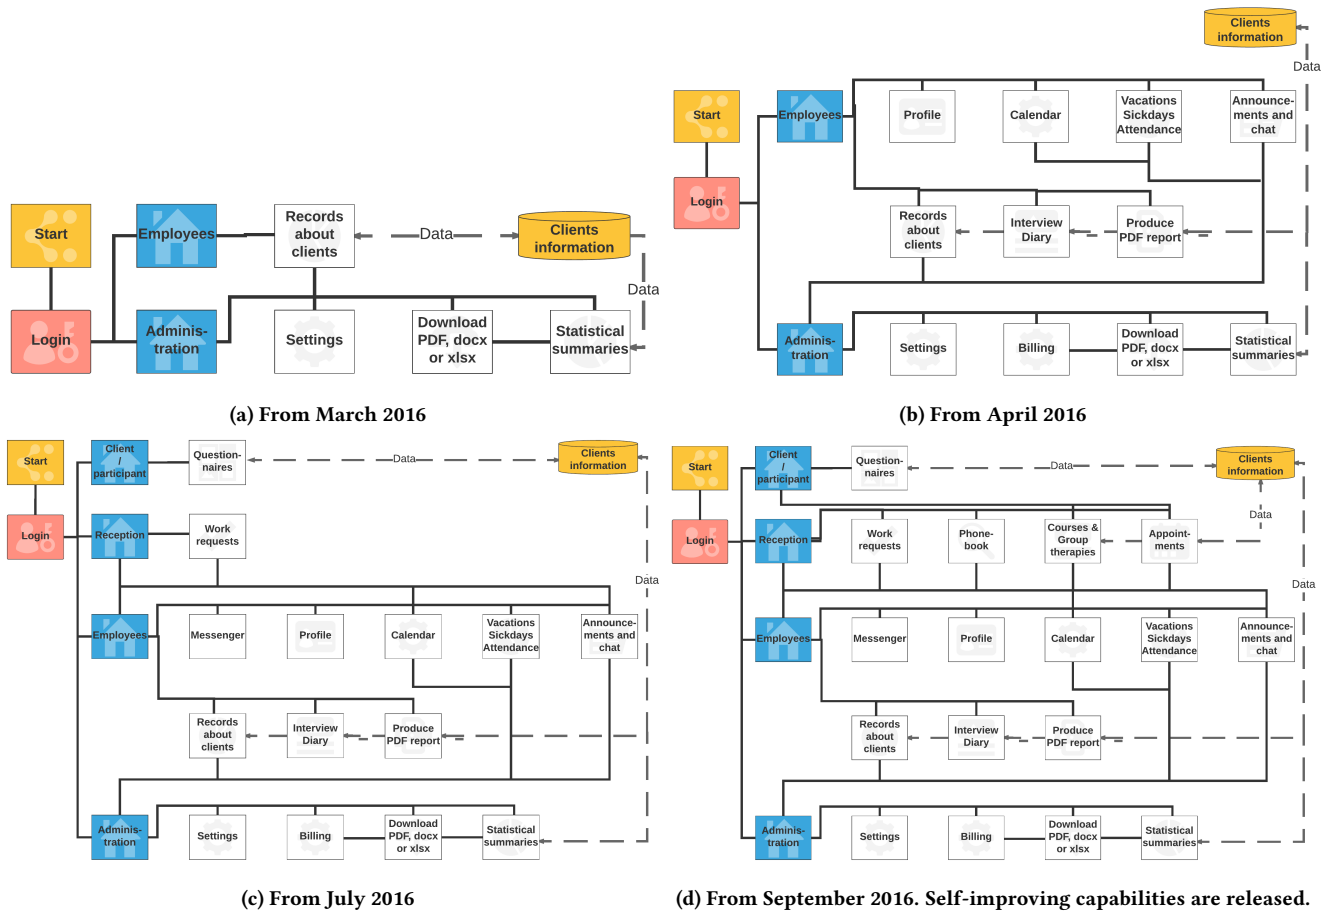 Start
Employees
Records
about
clients
Data
Clients
information
Data
Login
Adminis-
tration
Settings
Download
PDF, docx
or xlsx
Statistical
summaries
(a) From March 2016
Clients
information
Data
Start
Employees
Profile
Calendar
Vacations
Sickdays
Attendance
Announce-
ments and
chat
Login
Records
about
clients
Interview
Diary
Produce
PDF report
Adminis-
tration
Settings
Billing
Download
PDF, docx
or xlsx
Statistical
summaries
(b) From April 2016
Start
Client
/
participant
Question-
naires
Data
Clients
information
Login
Reception
Work
requests
Data
Employees
Messenger
Profile
Calendar
Vacations
Sickdays
Attendance
Announce-
ments and
chat
Records
about
clients
Interview
Diary
Produce
PDF report
Adminis-
tration
Settings
Billing
Download
PDF, docx
or xlsx
Statistical
summaries
(c) From July 2016
Start
Client
/
participant
Question-
naires
Data
Clients
information
Data
Login
Reception
Work
requests
Phone-
book
Courses &
Group
therapies
Appoint-
ments
Data
Employees
Messenger
Profile
Calendar
Vacations
Sickdays
Attendance
Announce-
ments and
chat
Records
about
clients
Interview
Diary
Produce
PDF report
Adminis-
tration
Settings
Billing
Download
PDF, docx
or xlsx
Statistical
summaries
(d) From September 2016. Self-improving capabilities are released.